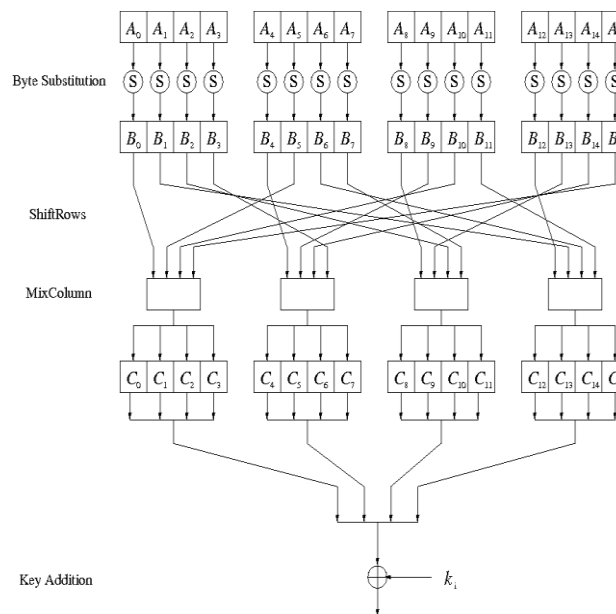 A₀ A₁ A₂ A₃ A₄ A₅ A₆ A₇ A₈ A₉ A₁₀ A₁₁ A₁₂ A₁₃ A₁₄ A
Byte Substitution S S S S S S S S S S S S S S S S
B₀ B₁ B₂ B₃ B₄ B₅ B₆ B₇ B₈ B₉ B₁₀ B₁₁ B₁₂ B₁₃ B₁₄ B
ShiftRows
MixColumn
C₀ C₁ C₂ C₃ C₄ C₅ C₆ C₇ C₈ C₉ C₁₀ C₁₁ C₁₂ C₁₃ C₁₄ C
Key Addition kᵢ